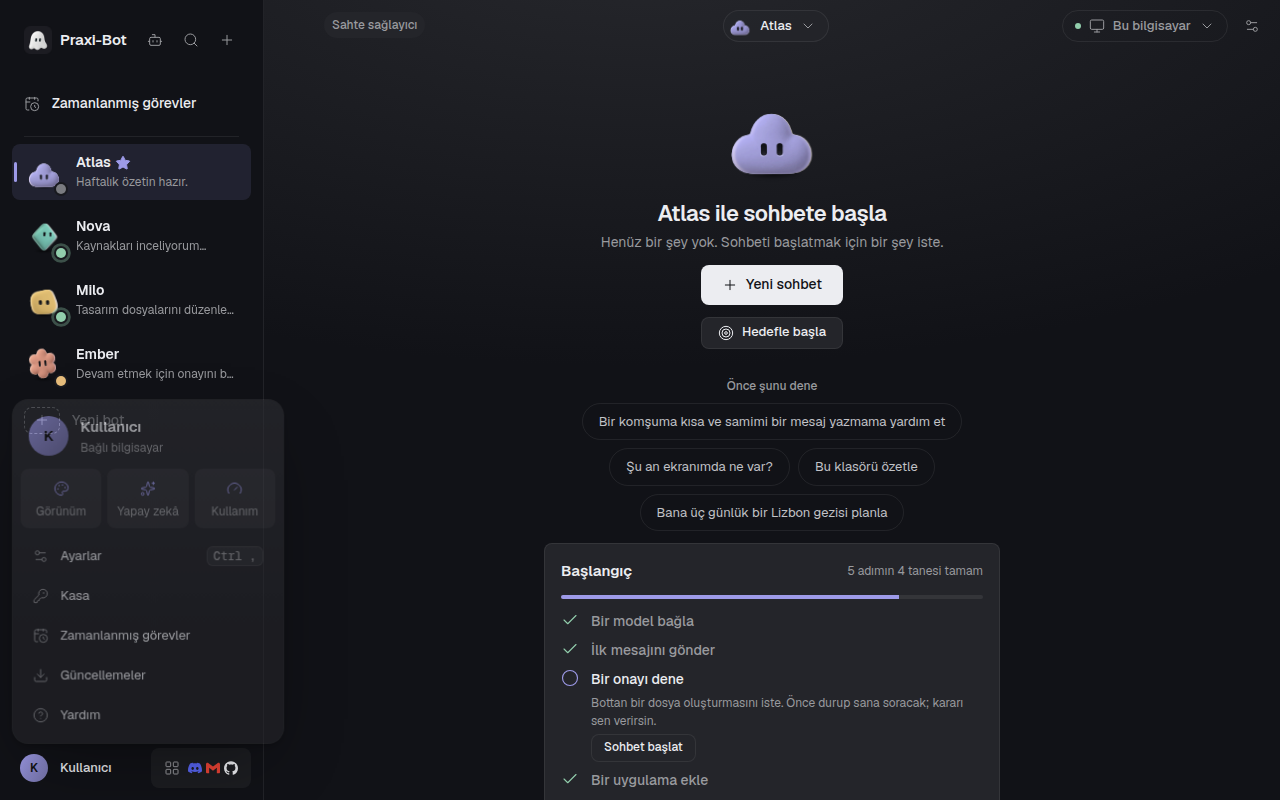 Praxi-Bot
Zamanlanmış görevler
Atlas
Haftalık özetin hazır.
Nova
Kaynakları inceliyorum…
Milo
Tasarım dosyalarını düzenle…
Ember
Devam etmek için onayını b…
Yeni bot
K
Kullanıcı
Bağlı bilgisayar
Görünüm
Yapay zekâ
Kullanım
Ayarlar
Ctrl ,
Kasa
Zamanlanmış görevler
Güncellemeler
Yardım
K
Kullanıcı
Sahte sağlayıcı
Atlas
Bu bilgisayar
Atlas ile sohbete başla
Henüz bir şey yok. Sohbeti başlatmak için bir şey iste.
Yeni sohbet
Hedefle başla
Önce şunu dene
Bir komşuma kısa ve samimi bir mesaj yazmama yardım et
Şu an ekranımda ne var?
Bu klasörü özetle
Bana üç günlük bir Lizbon gezisi planla
Başlangıç
5 adımın 4 tanesi tamam
Bir model bağla
İlk mesajını gönder
Bir onayı dene
Bottan bir dosya oluşturmasını iste. Önce durup sana soracak; kararı
sen verirsin.
Sohbet başlat
Bir uygulama ekle